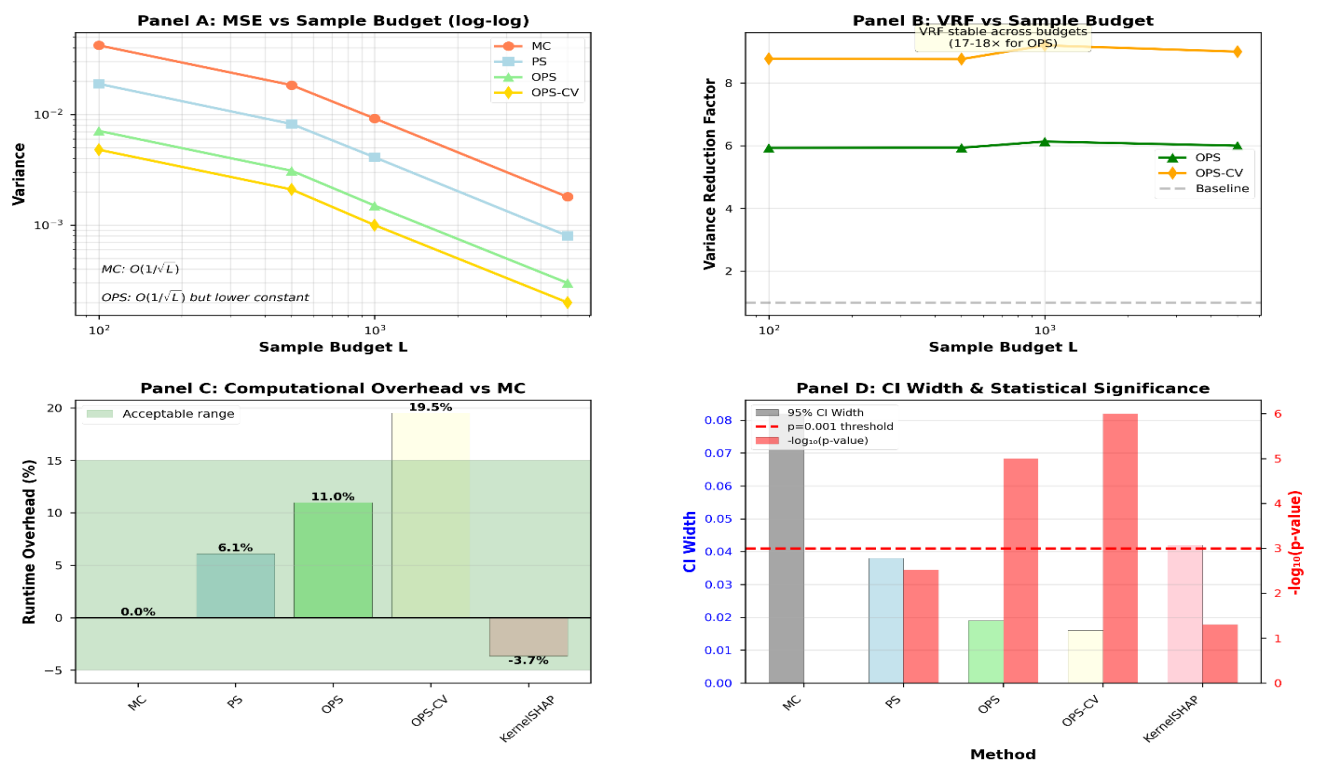 Panel A: MSE vs Sample Budget (log-log)
MC
PS
OPS
OPS-CV
10⁻²
10⁻³
Variance
MC: O(1/√L)
OPS: O(1/√L) but lower constant
10² 10³
Sample Budget L
Panel B: VRF vs Sample Budget
VRF stable across budgets
(17-18× for OPS)
8
6
4
2
Variance Reduction Factor
OPS
OPS-CV
Baseline
10² 10³
Sample Budget L
Panel C: Computational Overhead vs MC
Acceptable range
20
15
10
5
0
−5
Runtime Overhead (%)
0.0%
6.1%
11.0%
19.5%
-3.7%
MC
PS
OPS
OPS-CV
KernelSHAP
Panel D: CI Width & Statistical Significance
95% CI Width
p=0.001 threshold
-log₁₀(p-value)
0.08
0.07
0.06
0.05
0.04
0.03
0.02
0.01
0.00
CI Width
6
5
4
3
2
1
0
-log₁₀(p-value)
MC
PS
OPS
OPS-CV
KernelSHAP
Method